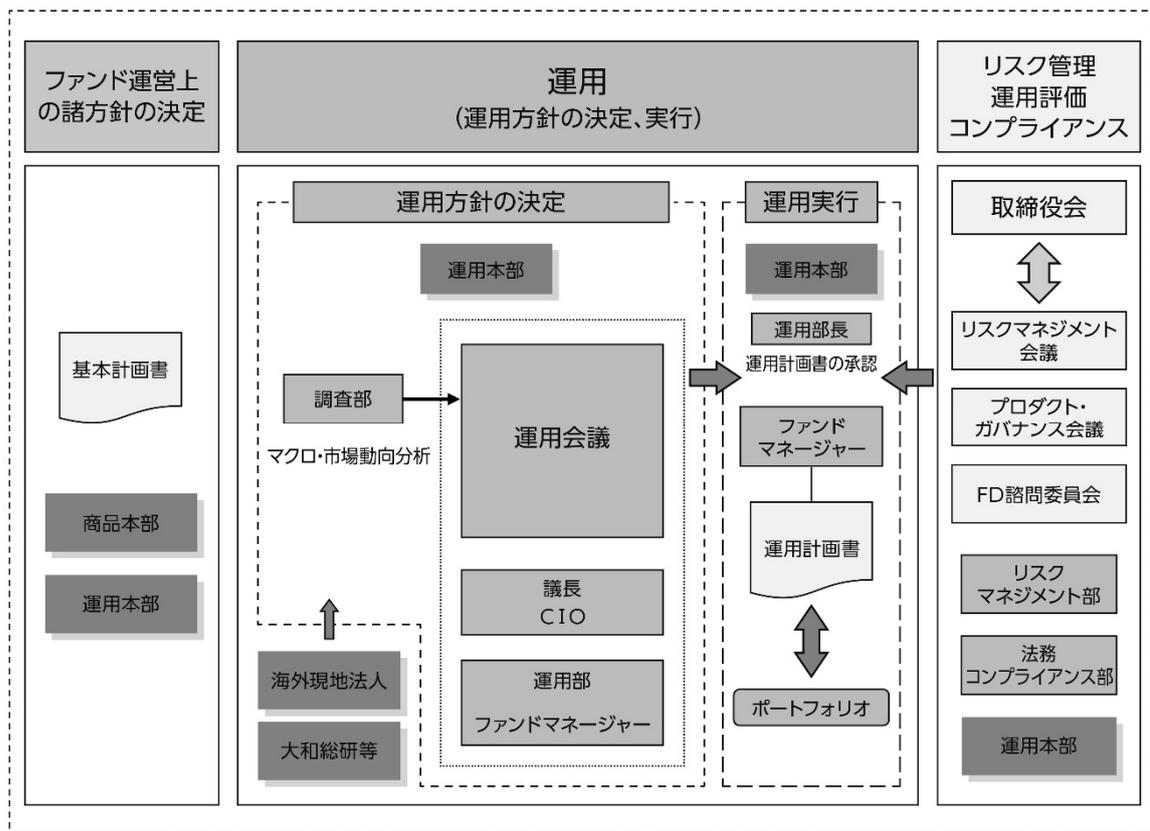 ファンド運営上
の諸方針の決定
運用
(運用方針の決定、実行)
リスク管理
運用評価
コンプライアンス
基本計画書
商品本部
運用本部
運用方針の決定
運用本部
調査部
マクロ・市場動向分析
運用会議
議長
CIO
運用部
ファンドマネージャー
海外現地法人
大和総研等
運用実行
運用本部
運用部長
運用計画書の承認
ファンド
マネージャー
運用計画書
ポートフォリオ
取締役会
リスクマネジメント
会議
プロダクト・
ガバナンス会議
FD諮問委員会
リスク
マネジメント部
法務
コンプライアンス部
運用本部